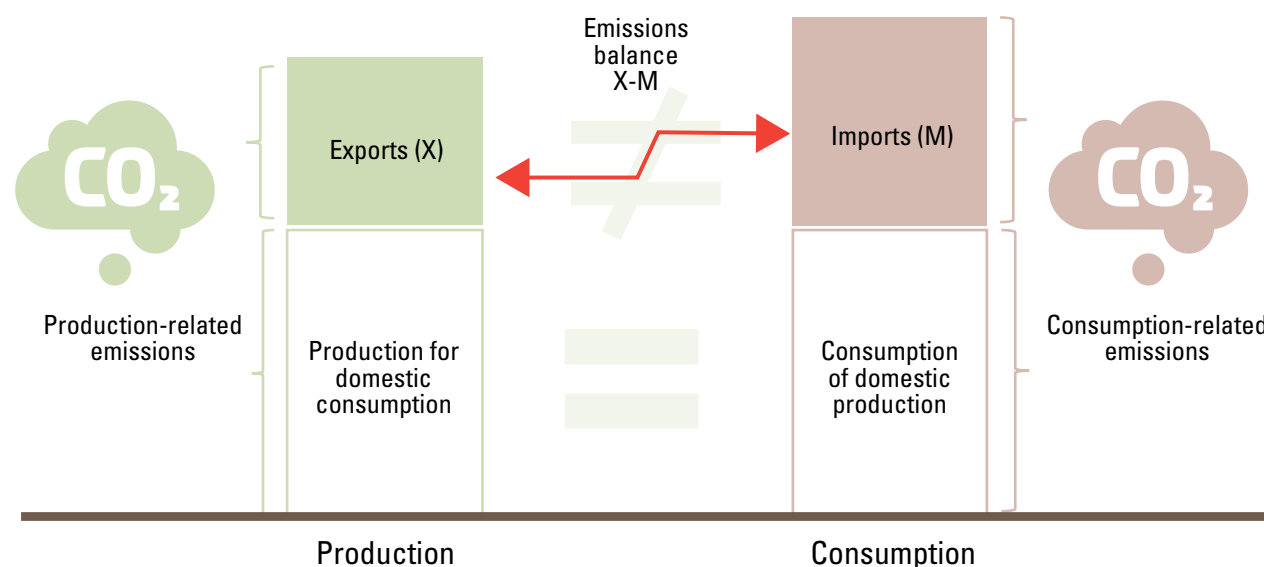 Emissions
balance
X-M
Exports (X)
Imports (M)
CO₂
CO₂
Production-related
emissions
Production for
domestic
consumption
Consumption
of domestic
production
Consumption-related
emissions
Production
Consumption